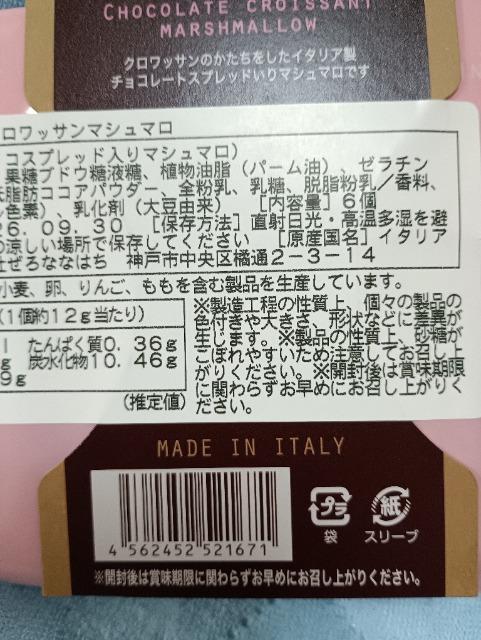 CHOCOLATE CROISSANT
MARSHMALLOW
クロワッサンのかたちをしたイタリア製
チョコレートスプレッドいりマシュマロです
ロワッサンマシュマロ
コスプレッド入りマシュマロ)
果糖ブドウ糖液糖、植物油脂(パーム油)、ゼラチン
低脂肪ココアパウダー、全粉乳、乳糖、脱脂粉乳/香料、
色素)、乳化剤(大豆由来) [内容量]6個
26.09.30 [保存方法]直射日光・高温多湿を避
涼しい場所で保存してください [原産国名]イタリア
社ぜろなはち 神戸市中央区橘通2-3-14
小麦、卵、りんご、ももを含む製品を生産しています。
(1個約12g当たり)
たんぱく質0.36g
g 炭水化物10.46g
9g
(推定値)
※製造工程の性質上、個々の製品の
色付きや大きさ、形状などに差異が
生じます。※製品の性質上、砂糖が
こぼれやすいため注意してお召し上
がりください。※開封後は賞味期限
に関わらずお早めにお召し上がりく
ださい。
MADE IN ITALY
4 562452 521671
プラ
袋
紙
スリーブ
※開封後は賞味期限に関わらずお早めにお召し上がりください。